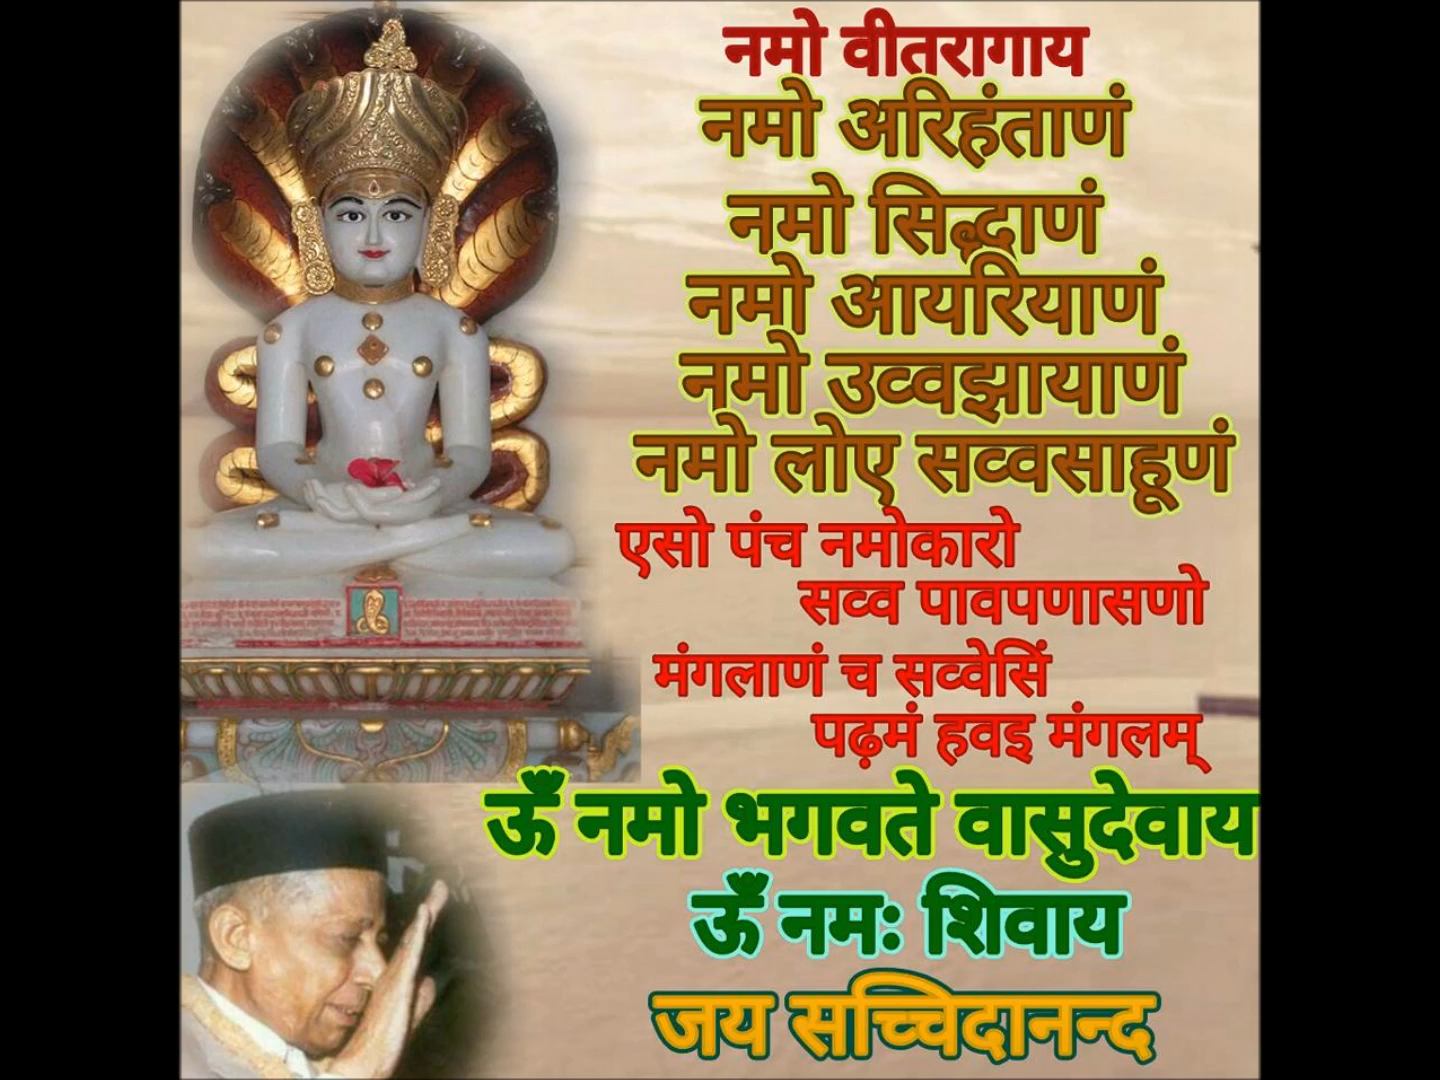 नमो वीतरागाय
नमो अरिहंताणं
नमो सिद्धाणं
नमो आयरियाणं
नमो उव्वझायाणं
नमो लोए सव्वसाहूणं
एसो पंच नमोकारो
सव्व पावपणासणो
मंगलाणं च सव्वेसिं
पढ़मं हवइ मंगलम्
ऊँ नमो भगवते वासुदेवाय
ऊँ नमः शिवाय
जय सच्चिदानन्द